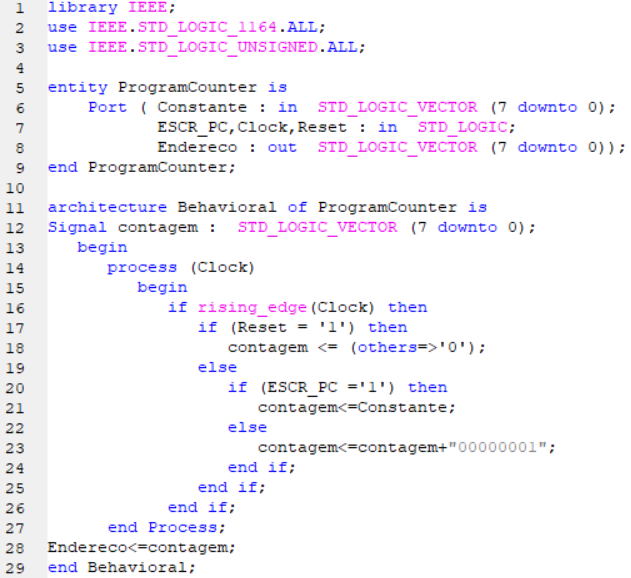 1 library IEEE;
2 use IEEE.STD_LOGIC_1164.ALL;
3 use IEEE.STD_LOGIC_UNSIGNED.ALL;
4
5 entity ProgramCounter is
6     Port ( Constante : in  STD_LOGIC_VECTOR (7 downto 0);
7            ESCR_PC,Clock,Reset : in  STD_LOGIC;
8            Endereco : out  STD_LOGIC_VECTOR (7 downto 0));
9 end ProgramCounter;
10
11 architecture Behavioral of ProgramCounter is
12 Signal contagem :  STD_LOGIC_VECTOR (7 downto 0);
13    begin
14       process (Clock)
15          begin
16             if rising_edge(Clock) then
17                if (Reset = '1') then
18                   contagem <= (others=>'0');
19                else
20                   if (ESCR_PC ='1') then
21                      contagem<=Constante;
22                   else
23                      contagem<=contagem+"00000001";
24                   end if;
25                end if;
26             end if;
27       end Process;
28 Endereco<=contagem;
29 end Behavioral;